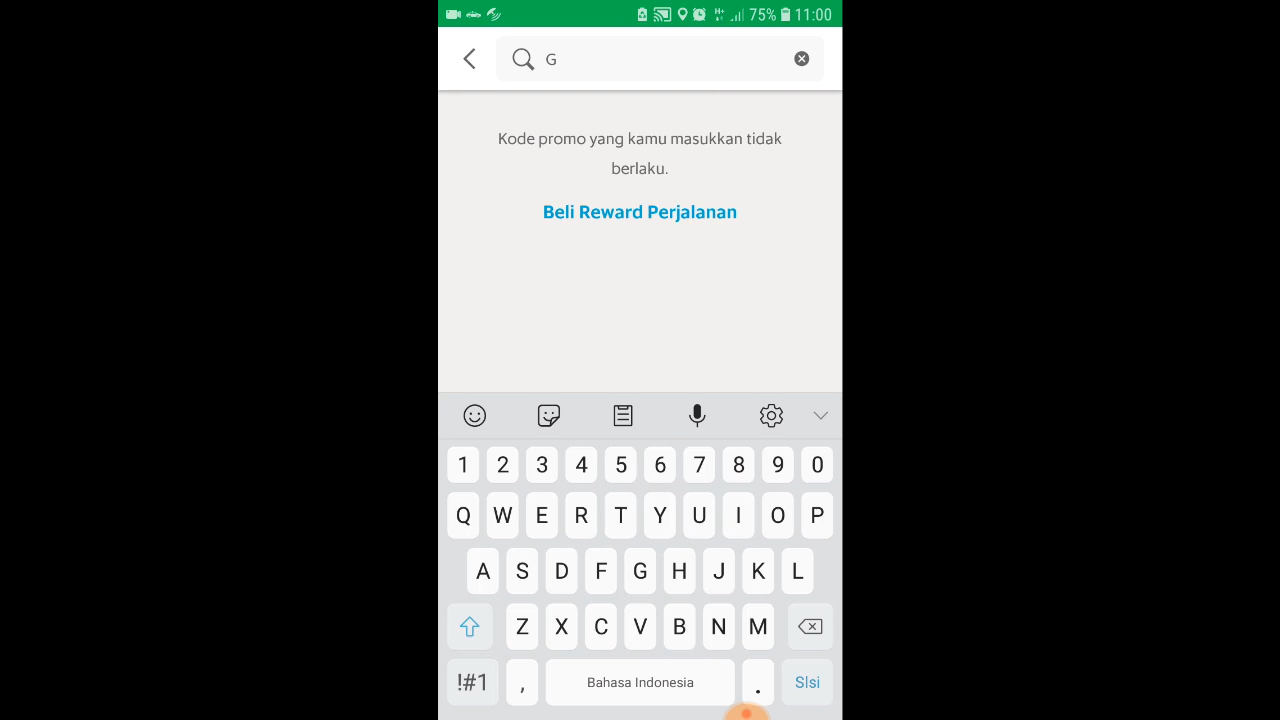 75% 11:00
G
Kode promo yang kamu masukkan tidak
berlaku.
Beli Reward Perjalanan
1 2 3 4 5 6 7 8 9 0
Q W E R T Y U I O P
A S D F G H J K L
Z X C V B N M
!#1 , Bahasa Indonesia . SIsi